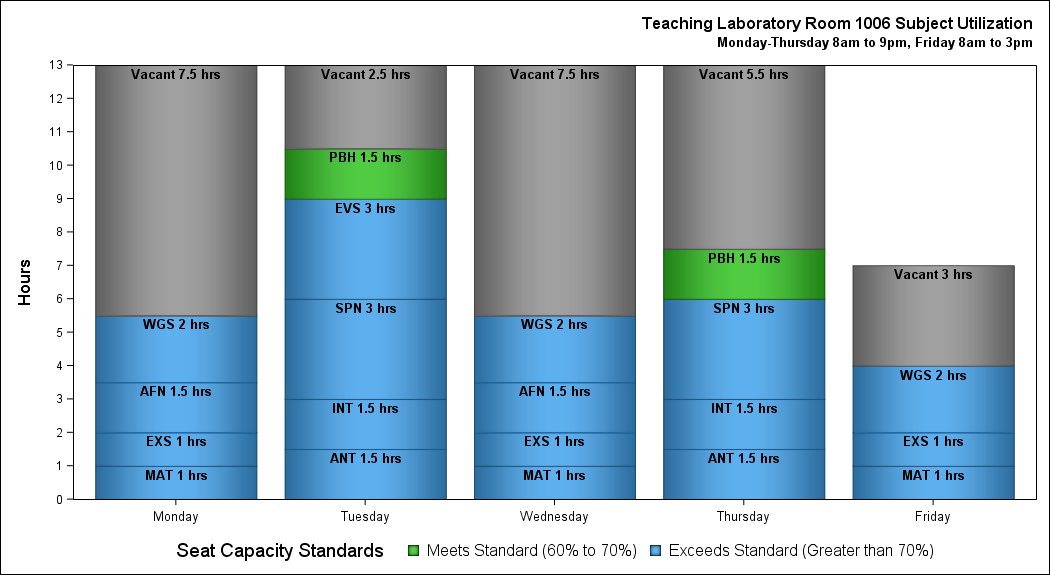 Teaching Laboratory Room 1006 Subject Utilization
Monday-Thursday 8am to 9pm, Friday 8am to 3pm
Hours
13
12
11
10
9
8
7
6
5
4
3
2
1
0
Vacant 7.5 hrs
WGS 2 hrs
AFN 1.5 hrs
EXS 1 hrs
MAT 1 hrs
Vacant 2.5 hrs
PBH 1.5 hrs
EVS 3 hrs
SPN 3 hrs
INT 1.5 hrs
ANT 1.5 hrs
Vacant 7.5 hrs
WGS 2 hrs
AFN 1.5 hrs
EXS 1 hrs
MAT 1 hrs
Vacant 5.5 hrs
PBH 1.5 hrs
SPN 3 hrs
INT 1.5 hrs
ANT 1.5 hrs
Vacant 3 hrs
WGS 2 hrs
EXS 1 hrs
MAT 1 hrs
Monday Tuesday Wednesday Thursday Friday
Seat Capacity Standards Meets Standard (60% to 70%) Exceeds Standard (Greater than 70%)